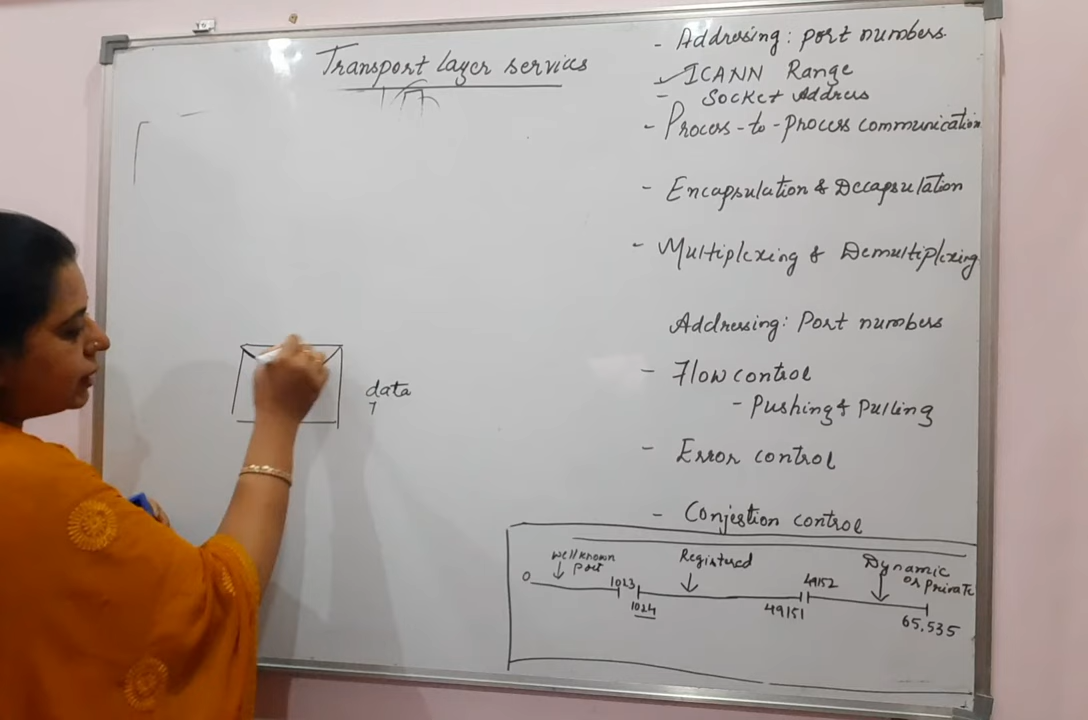 Transport layer services
- Addressing: port numbers.
ICANN Range
- Socket Address
- Process-to-Process communication
- Encapsulation & Decapsulation
- Multiplexing & Demultiplexing
Addressing: Port numbers
- Flow control
- Pushing & Pulling
- Error control
- Conjestion control
data
well known port
Registered
Dynamic or Private
0
1023
1024
49151
49152
65,535